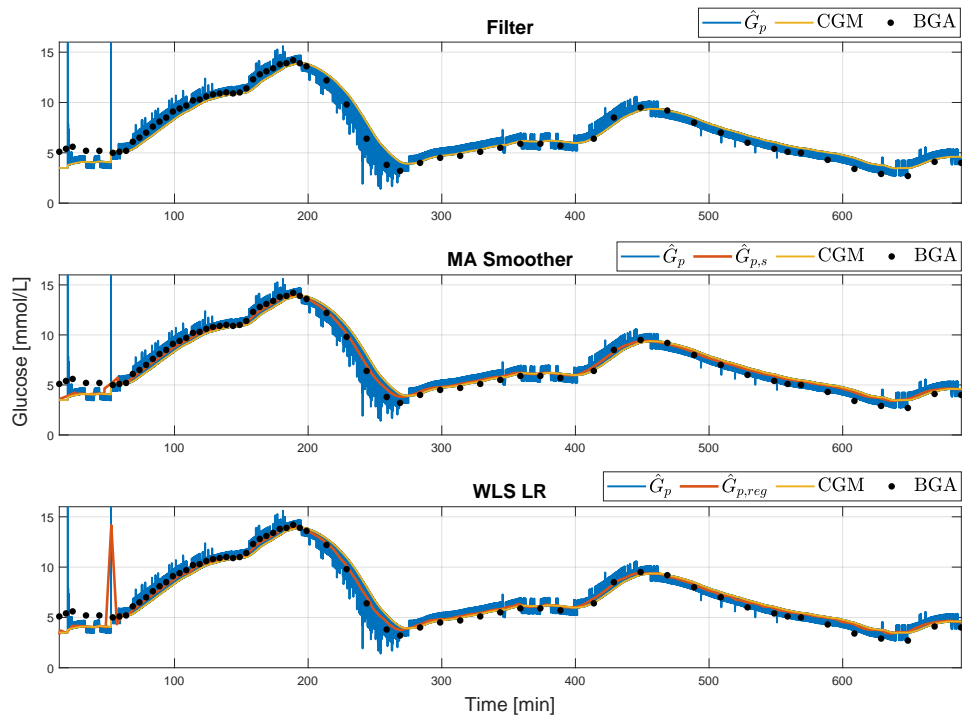 Filter
Ĝ_p CGM BGA
15
10
5
0
100 200 300 400 500 600
MA Smoother
Ĝ_p Ĝ_{p,s} CGM BGA
15
10
5
0
100 200 300 400 500 600
Glucose [mmol/L]
WLS LR
Ĝ_p Ĝ_{p,reg} CGM BGA
15
10
5
0
100 200 300 400 500 600
Time [min]